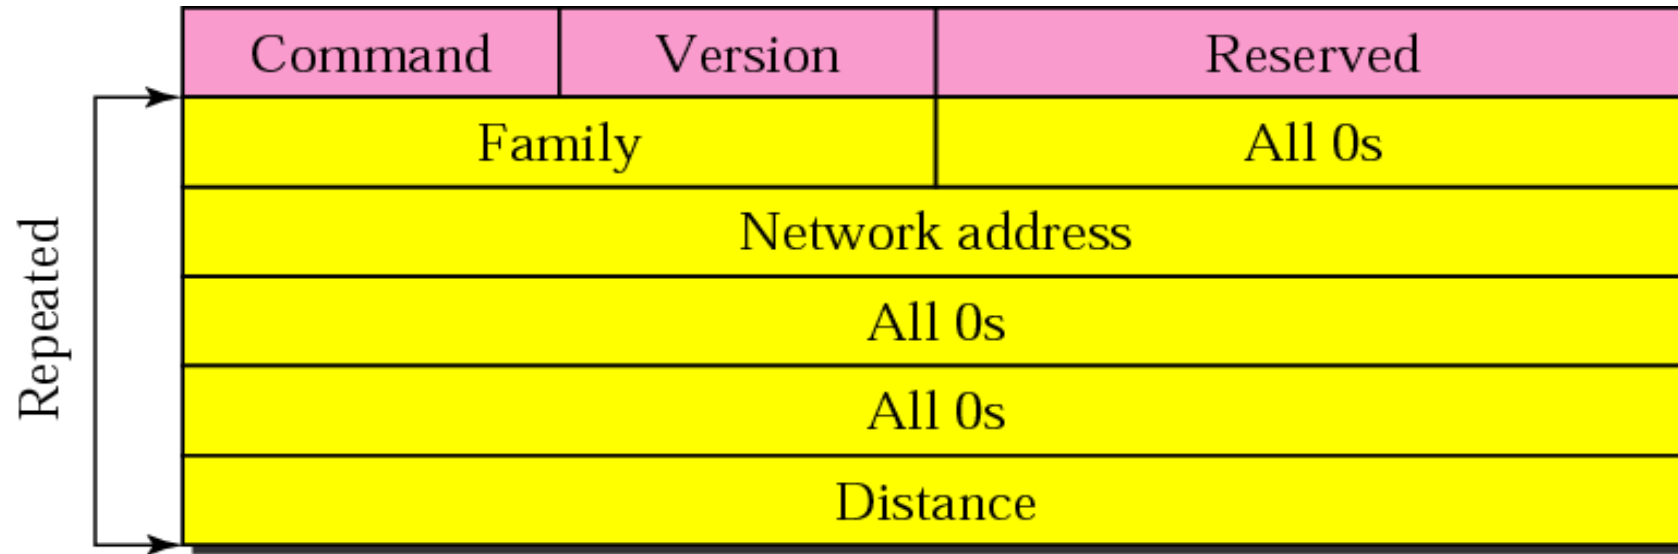 Command Version Reserved
Family All 0s
Network address
All 0s
All 0s
Distance
Repeated